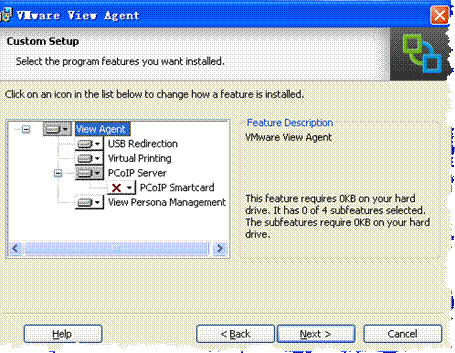 VMware View Agent
Custom Setup
Select the program features you want installed.
Click on an icon in the list below to change how a feature is installed.
View Agent
USB Redirection
Virtual Printing
PCoIP Server
PCoIP Smartcard
View Persona Management
Feature Description
VMware View Agent
This feature requires 0KB on your hard
drive. It has 0 of 4 subfeatures selected.
The subfeatures require 0KB on your hard
drive.
Help
< Back
Next >
Cancel